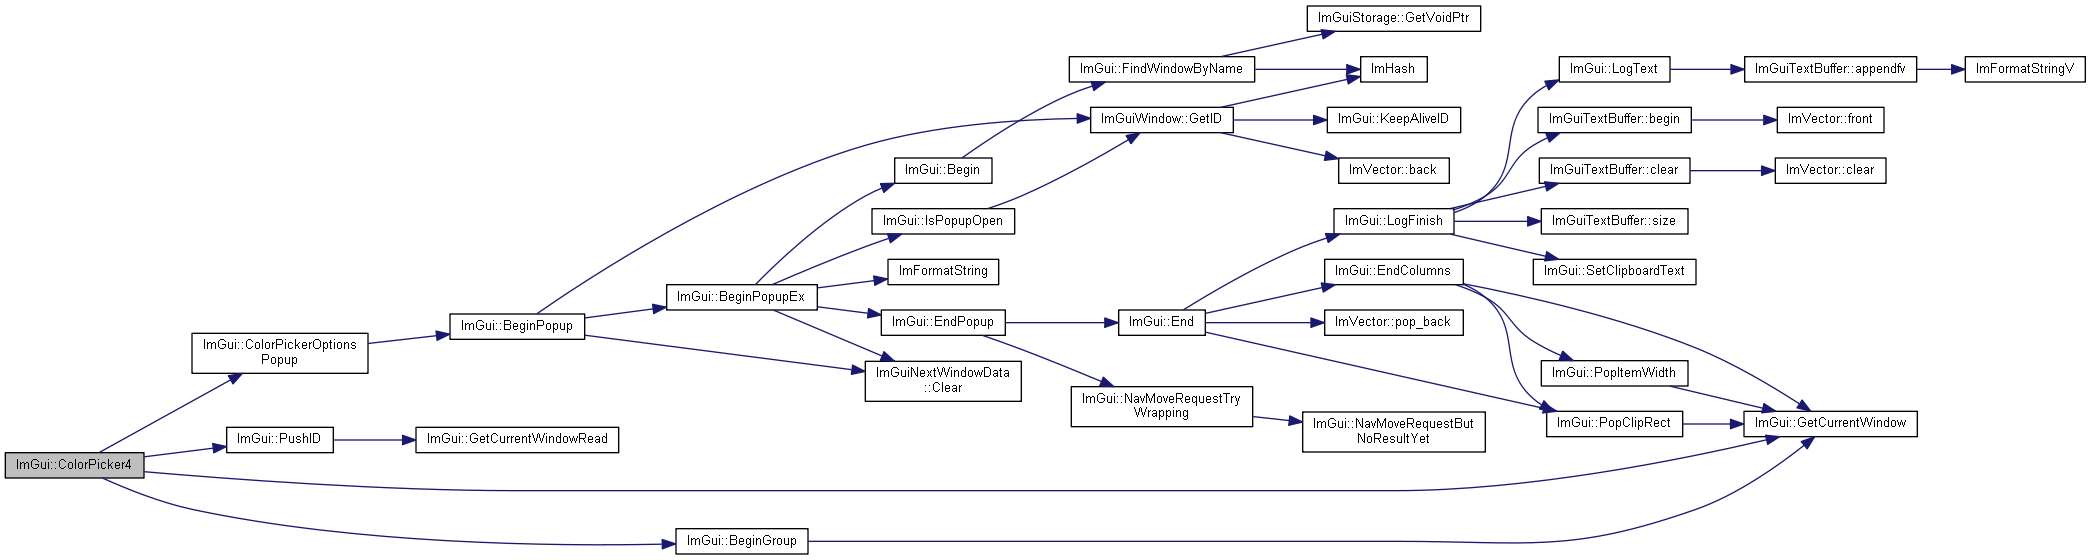 ImGui::ColorPicker4
ImGui::ColorPickerOptions
Popup
ImGui::PushID
ImGui::GetCurrentWindowRead
ImGui::BeginPopup
ImGui::BeginPopupEx
ImGui::BeginGroup
ImGui::Begin
ImGui::IsPopupOpen
ImFormatString
ImGui::EndPopup
ImGuiNextWindowData
::Clear
ImGui::FindWindowByName
ImGuiWindow::GetID
ImGui::End
ImGui::NavMoveRequestTry
Wrapping
ImGuiStorage::GetVoidPtr
ImHash
ImGui::KeepAliveID
ImVector::back
ImGui::LogFinish
ImGui::EndColumns
ImVector::pop_back
ImGui::NavMoveRequestBut
NoResultYet
ImGui::LogText
ImGuiTextBuffer::begin
ImGuiTextBuffer::clear
ImGuiTextBuffer::size
ImGui::SetClipboardText
ImGui::PopItemWidth
ImGui::PopClipRect
ImGuiTextBuffer::appendfv
ImVector::front
ImVector::clear
ImGui::GetCurrentWindow
ImFormatStringV